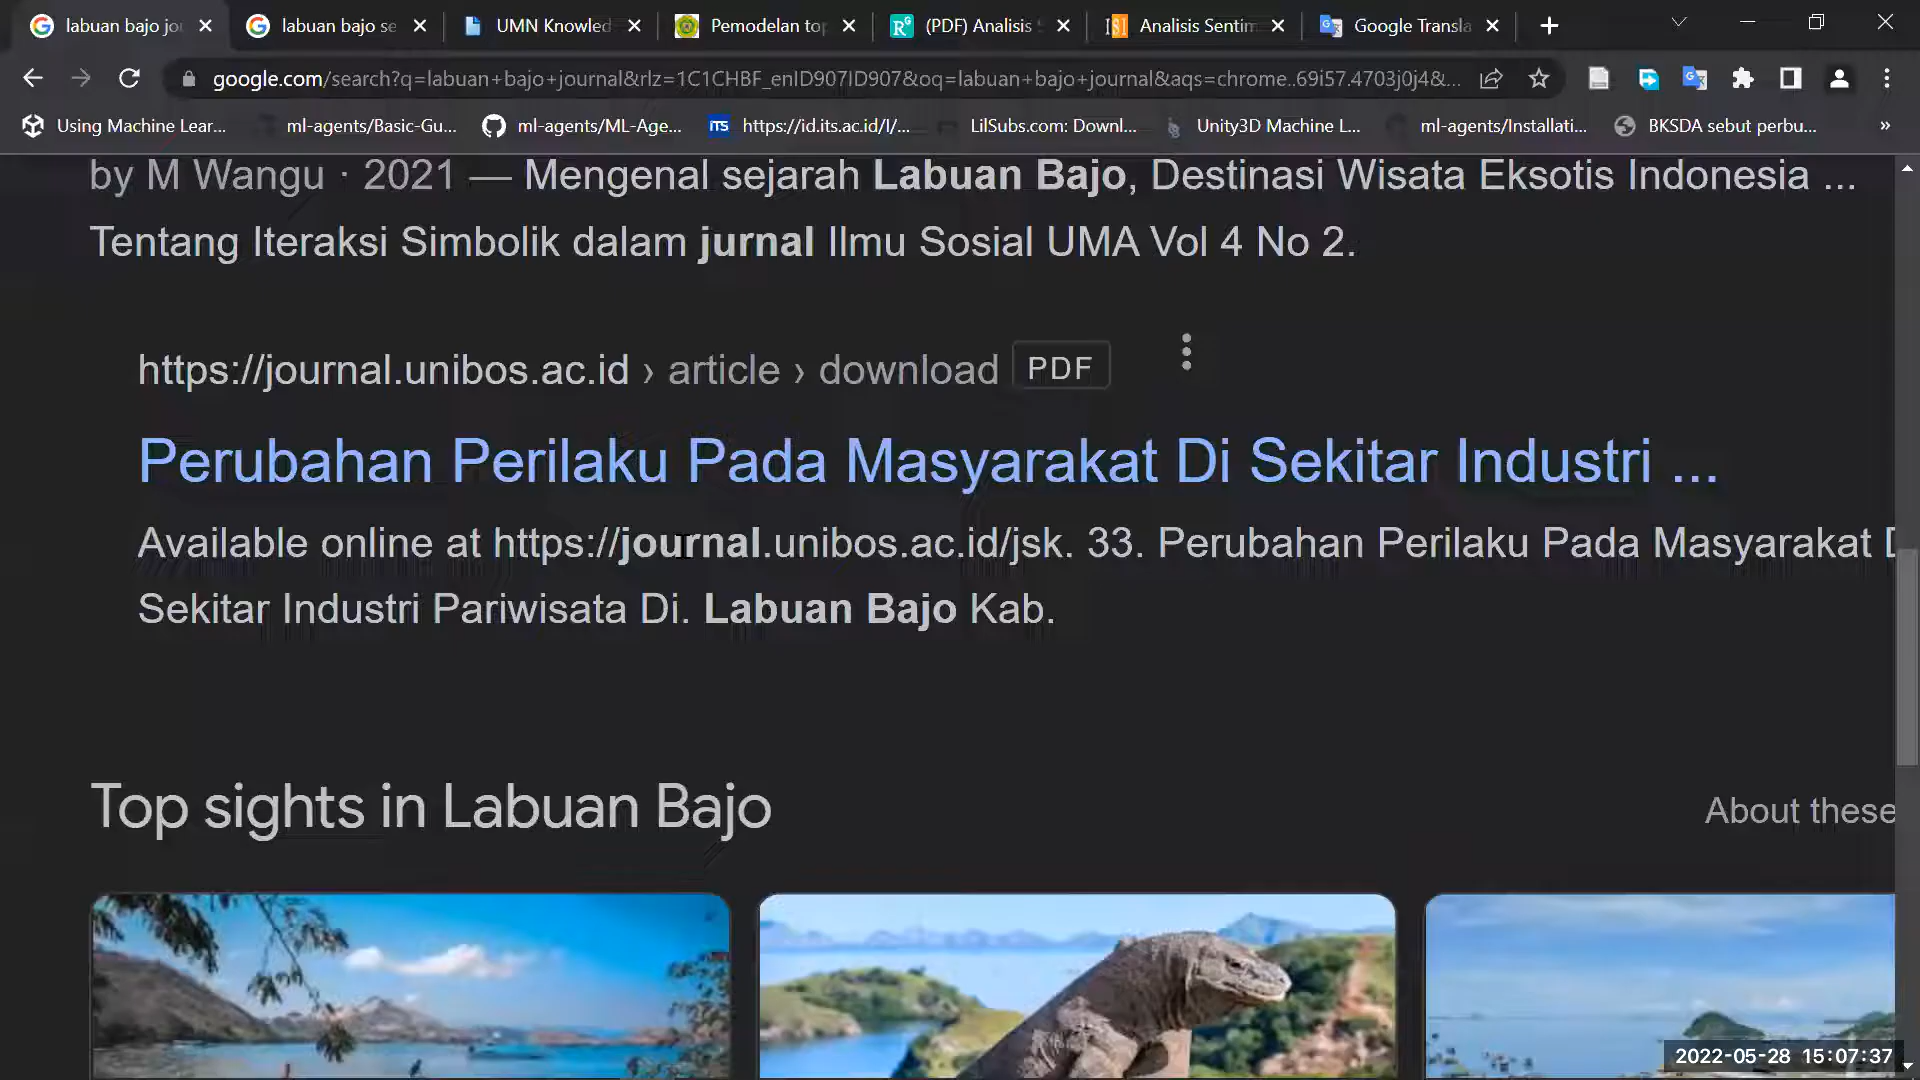 labuan bajo jo
labuan bajo se
UMN Knowled
Pemodelan top
(PDF) Analisis S
Analisis Sentim
Google Transla
google.com/search?q=labuan+bajo+journal&rlz=1C1CHBF_enID907ID907&oq=labuan+bajo+journal&aqs=chrome..69i57.4703j0j4&...
Using Machine Lear...
ml-agents/Basic-Gu...
ml-agents/ML-Age...
ITS
https://id.its.ac.id/I/...
LilSubs.com: Downl...
Unity3D Machine L...
ml-agents/Installati...
BKSDA sebut perbu...
»
by M Wangu · 2021 — Mengenal sejarah Labuan Bajo, Destinasi Wisata Eksotis Indonesia ...
Tentang Iteraksi Simbolik dalam jurnal Ilmu Sosial UMA Vol 4 No 2.
https://journal.unibos.ac.id › article › download PDF
Perubahan Perilaku Pada Masyarakat Di Sekitar Industri ...
Available online at https://journal.unibos.ac.id/jsk. 33. Perubahan Perilaku Pada Masyarakat D
Sekitar Industri Pariwisata Di. Labuan Bajo Kab.
Top sights in Labuan Bajo
About these
2022-05-28 15:07:37